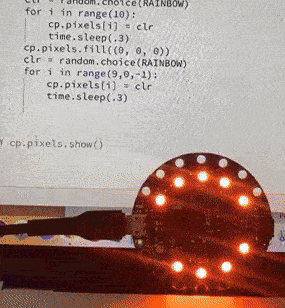 clr = random.choice(RAINBOW)
for i in range(10):
    cp.pixels[i] = clr
    time.sleep(.3)
cp.pixels.fill((0, 0, 0))
clr = random.choice(RAINBOW)
for i in range(9,0,-1):
    cp.pixels[i] = clr
    time.sleep(.3)
cp.pixels.show()